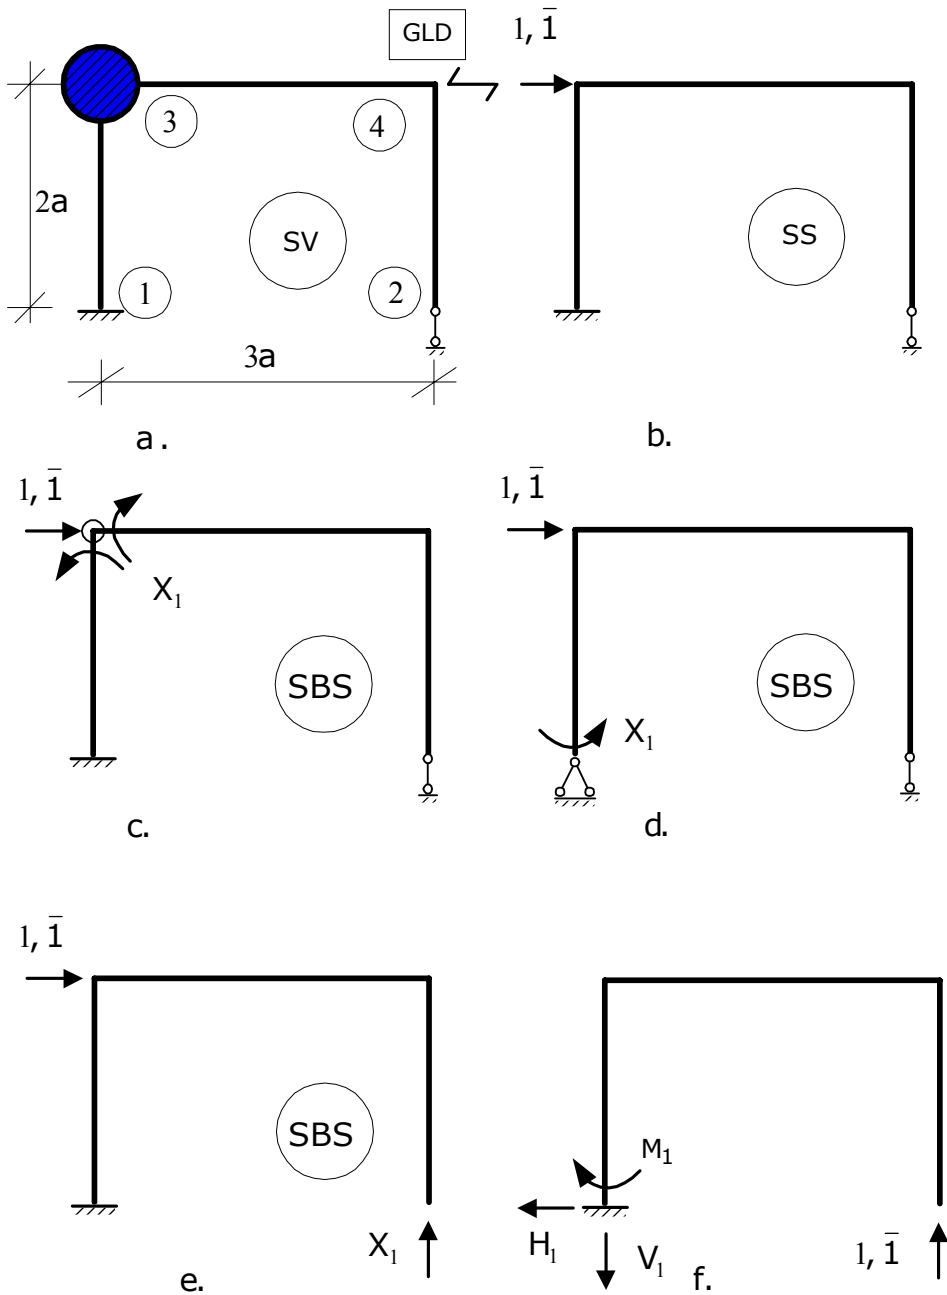 GLD
1, 1̅
3
4
2a
SV
SS
1
2
3a
a.
b.
1, 1̅
1, 1̅
X₁
X₁
SBS
SBS
c.
d.
1, 1̅
SBS
M₁
X₁
H₁
V₁
1, 1̅
e.
f.